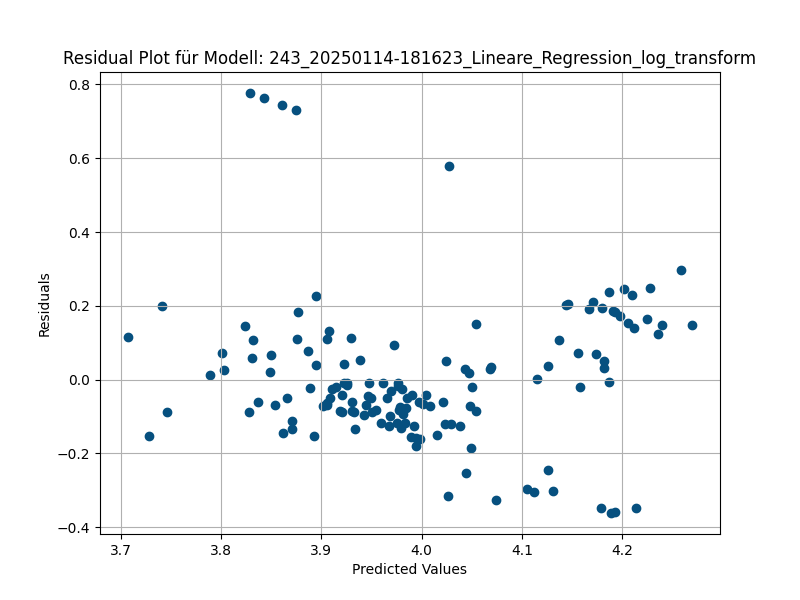 Residual Plot für Modell: 243_20250114-181623_Lineare_Regression_log_transform
0.8
0.6
0.4
0.2
0.0
−0.2
−0.4
Residuals
3.7 3.8 3.9 4.0 4.1 4.2
Predicted Values